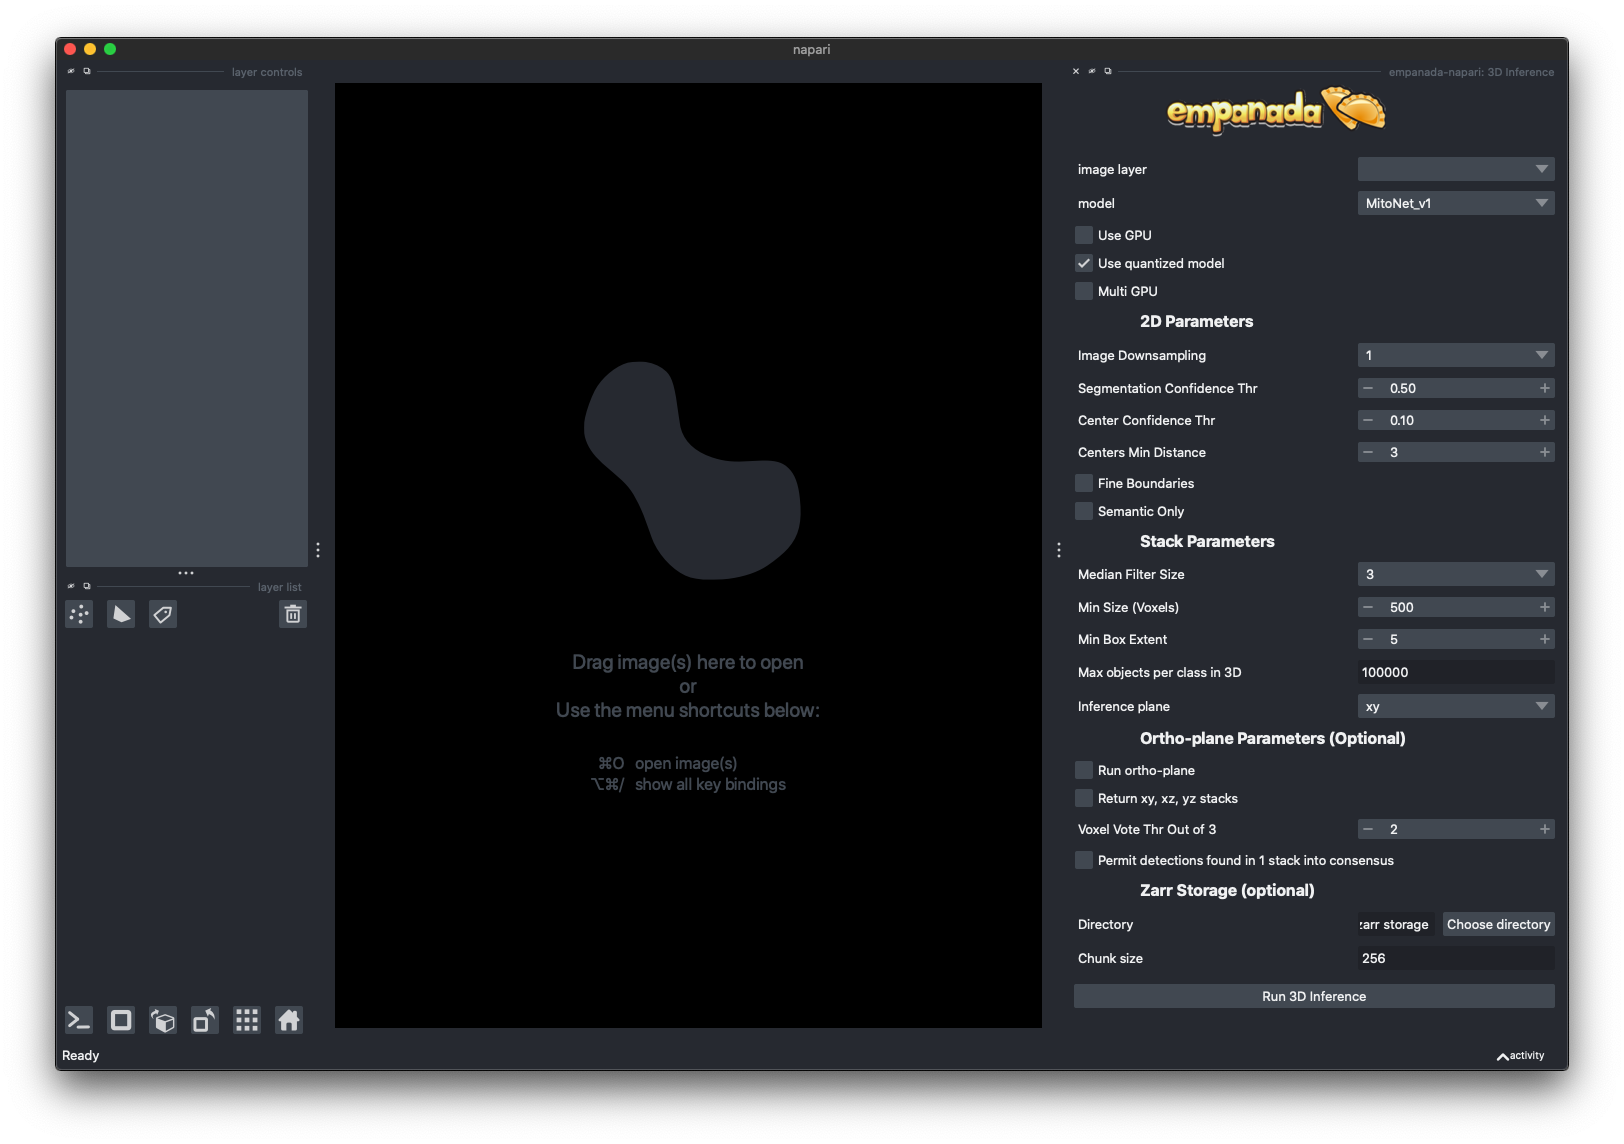 napari
layer controls
layer list
Drag image(s) here to open
or
Use the menu shortcuts below:
⌘O open image(s)
⌥⌘/ show all key bindings
Ready
empanada-napari: 3D Inference
empanada
image layer
model MitoNet_v1
Use GPU
Use quantized model
Multi GPU
2D Parameters
Image Downsampling 1
Segmentation Confidence Thr 0.50
Center Confidence Thr 0.10
Centers Min Distance 3
Fine Boundaries
Semantic Only
Stack Parameters
Median Filter Size 3
Min Size (Voxels) 500
Min Box Extent 5
Max objects per class in 3D 100000
Inference plane xy
Ortho-plane Parameters (Optional)
Run ortho-plane
Return xy, xz, yz stacks
Voxel Vote Thr Out of 3 2
Permit detections found in 1 stack into consensus
Zarr Storage (optional)
Directory zarr storage Choose directory
Chunk size 256
Run 3D Inference
activity